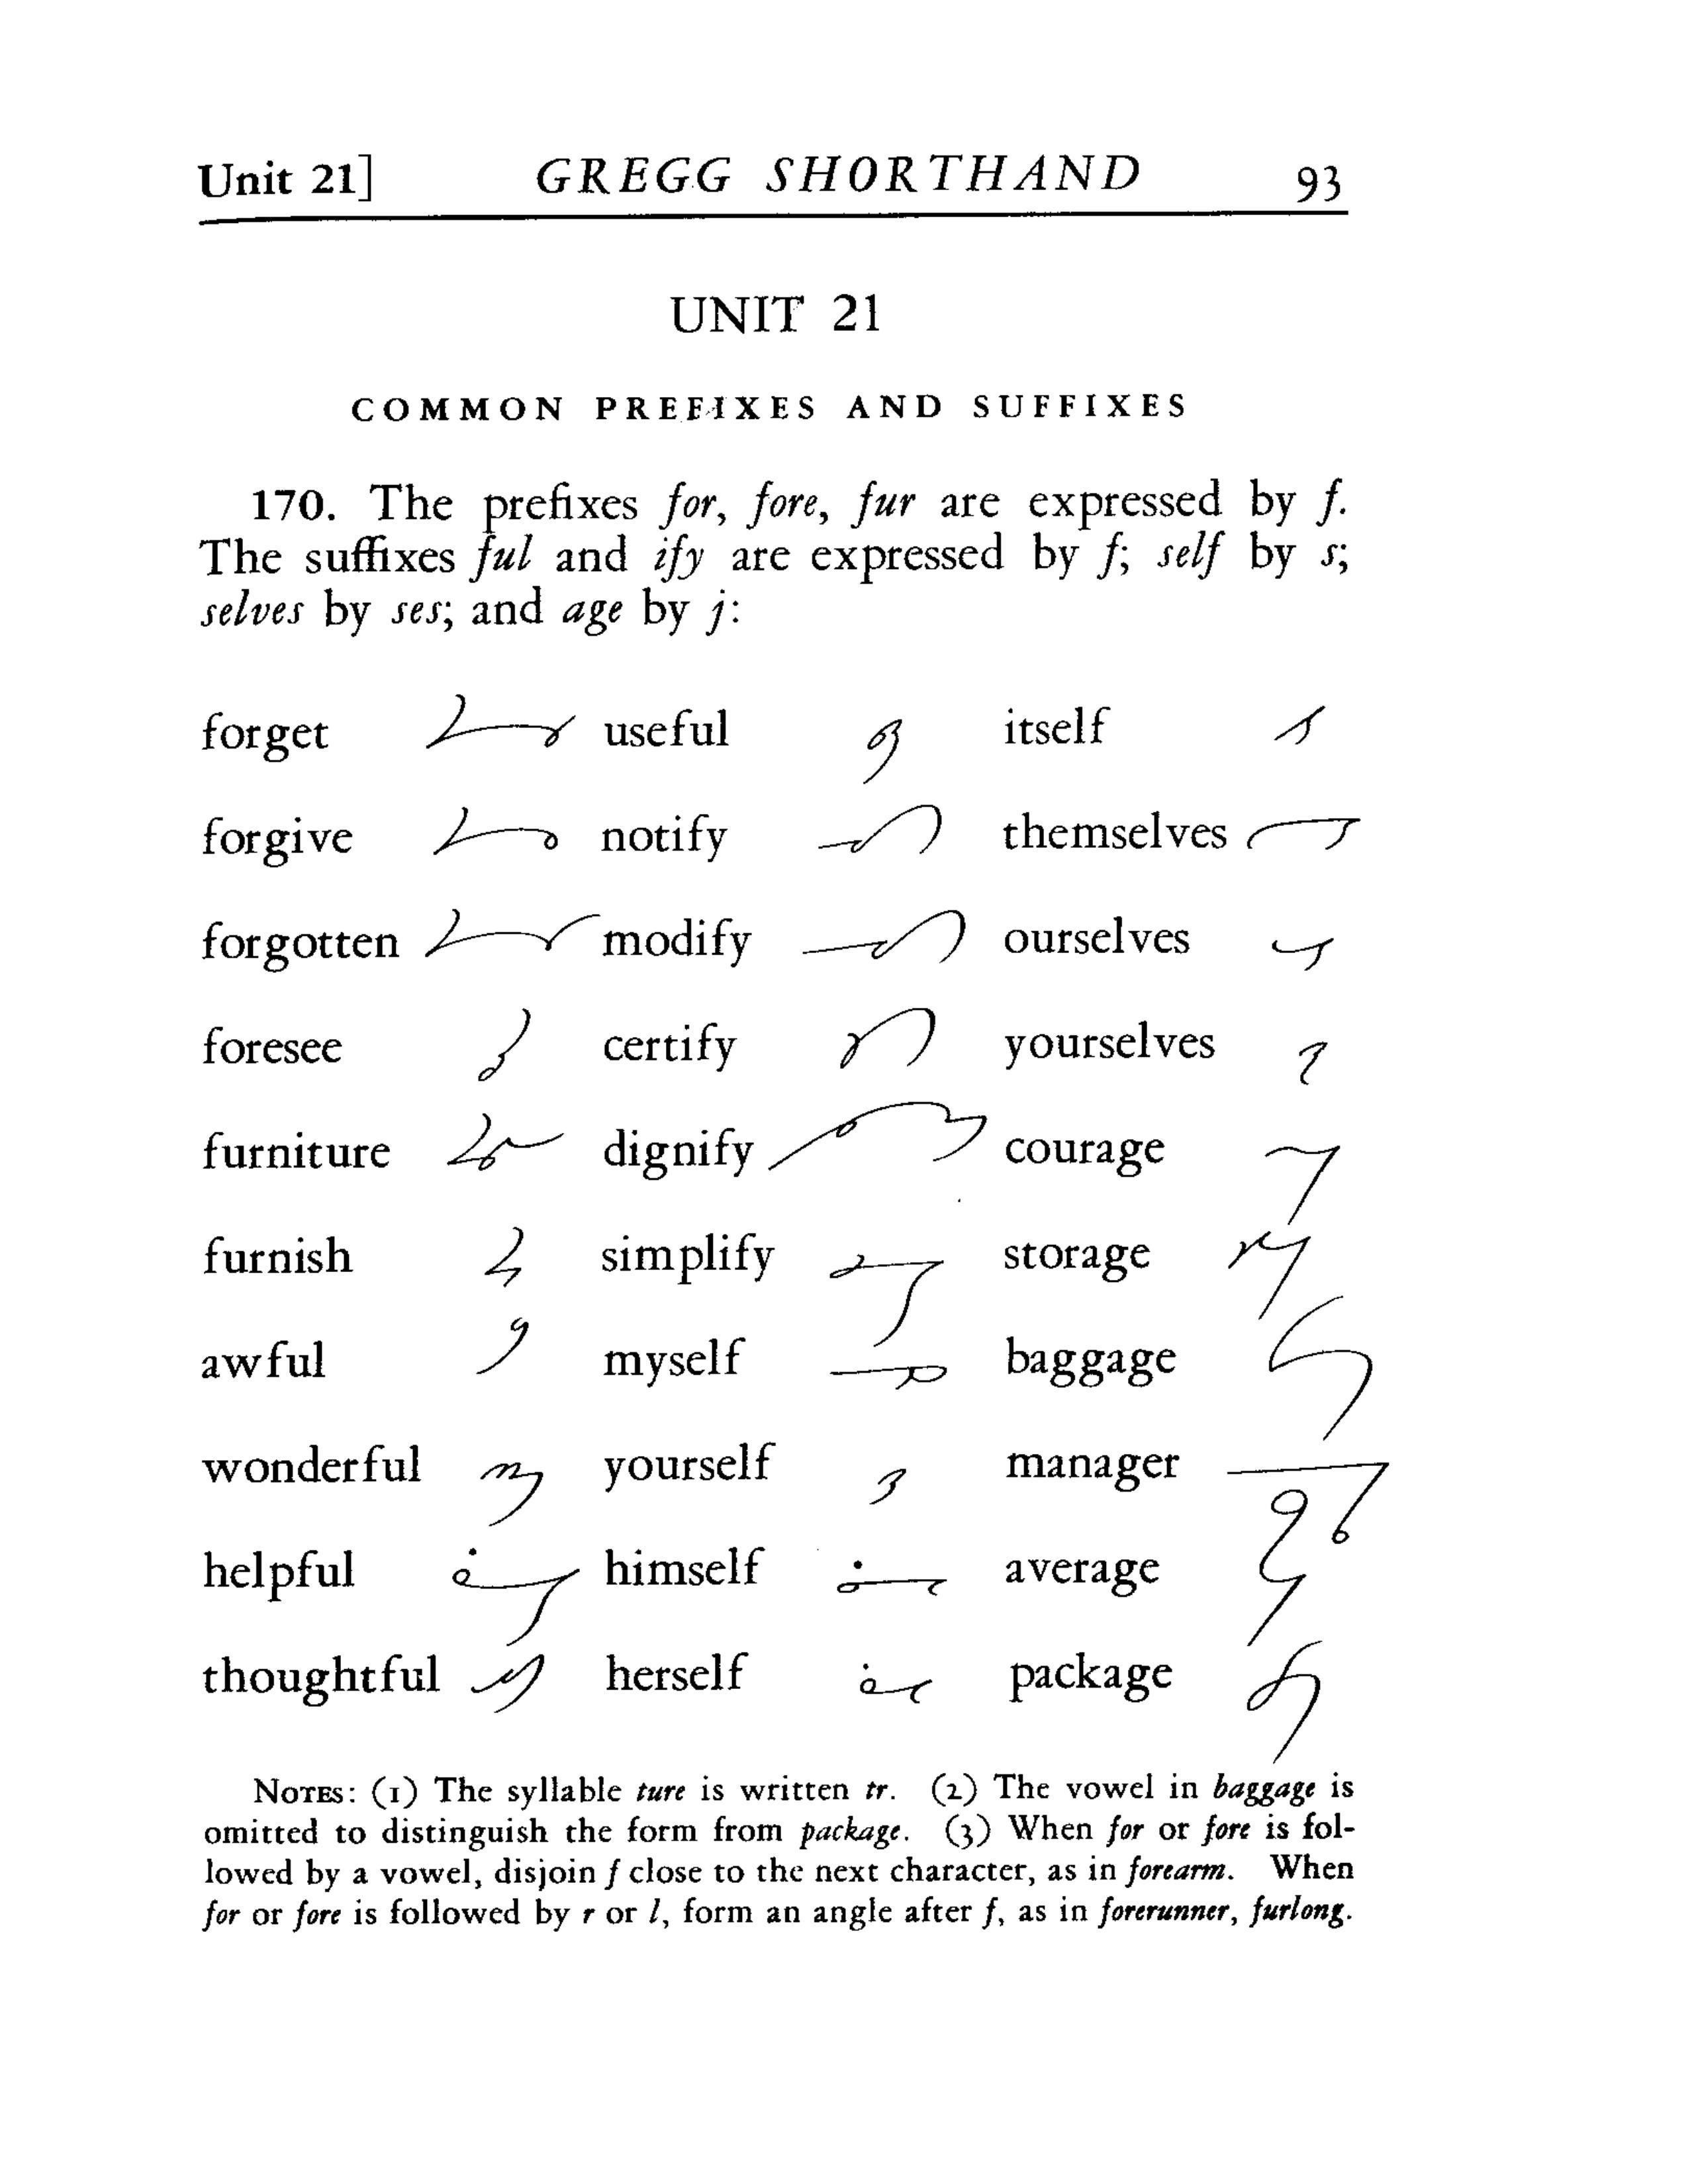 Unit 21] GREGG SHORTHAND 93
UNIT 21
COMMON PREFIXES AND SUFFIXES
170. The prefixes for, fore, fur are expressed by f.
The suffixes ful and ify are expressed by f; self by s;
selves by ses; and age by j:
forget useful itself
forgive notify themselves
forgotten modify ourselves
foresee certify yourselves
furniture dignify courage
furnish simplify storage
awful myself baggage
wonderful yourself manager
helpful himself average
thoughtful herself package
NOTES: (1) The syllable ture is written tr. (2) The vowel in baggage is
omitted to distinguish the form from package. (3) When for or fore is fol-
lowed by a vowel, disjoin f close to the next character, as in forearm. When
for or fore is followed by r or l, form an angle after f, as in forerunner, furlong.